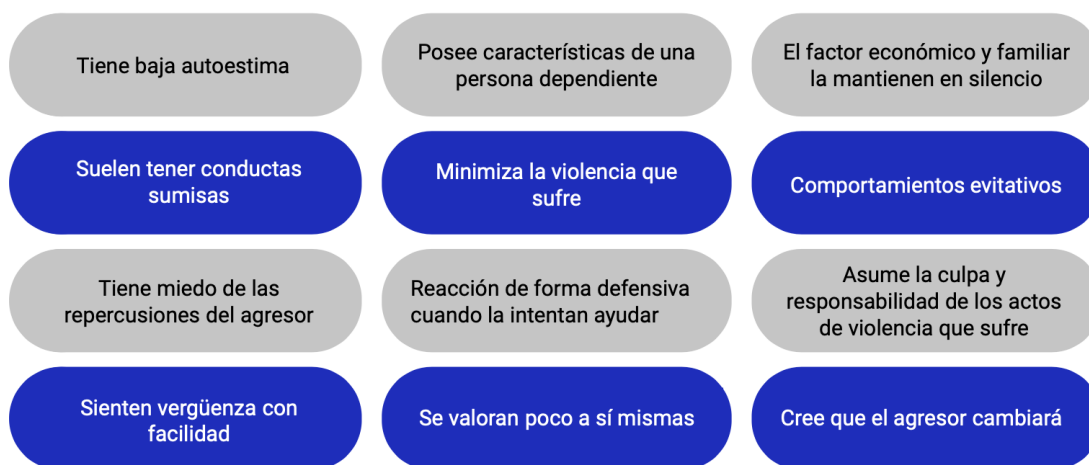 Tiene baja autoestima
Posee características de una
persona dependiente
El factor económico y familiar
la mantienen en silencio
Suelen tener conductas
sumisas
Minimiza la violencia que
sufre
Comportamientos evitativos
Tiene miedo de las
repercusiones del agresor
Reacción de forma defensiva
cuando la intentan ayudar
Asume la culpa y
responsabilidad de los actos
de violencia que sufre
Sienten vergüenza con
facilidad
Se valoran poco a sí mismas
Cree que el agresor cambiará